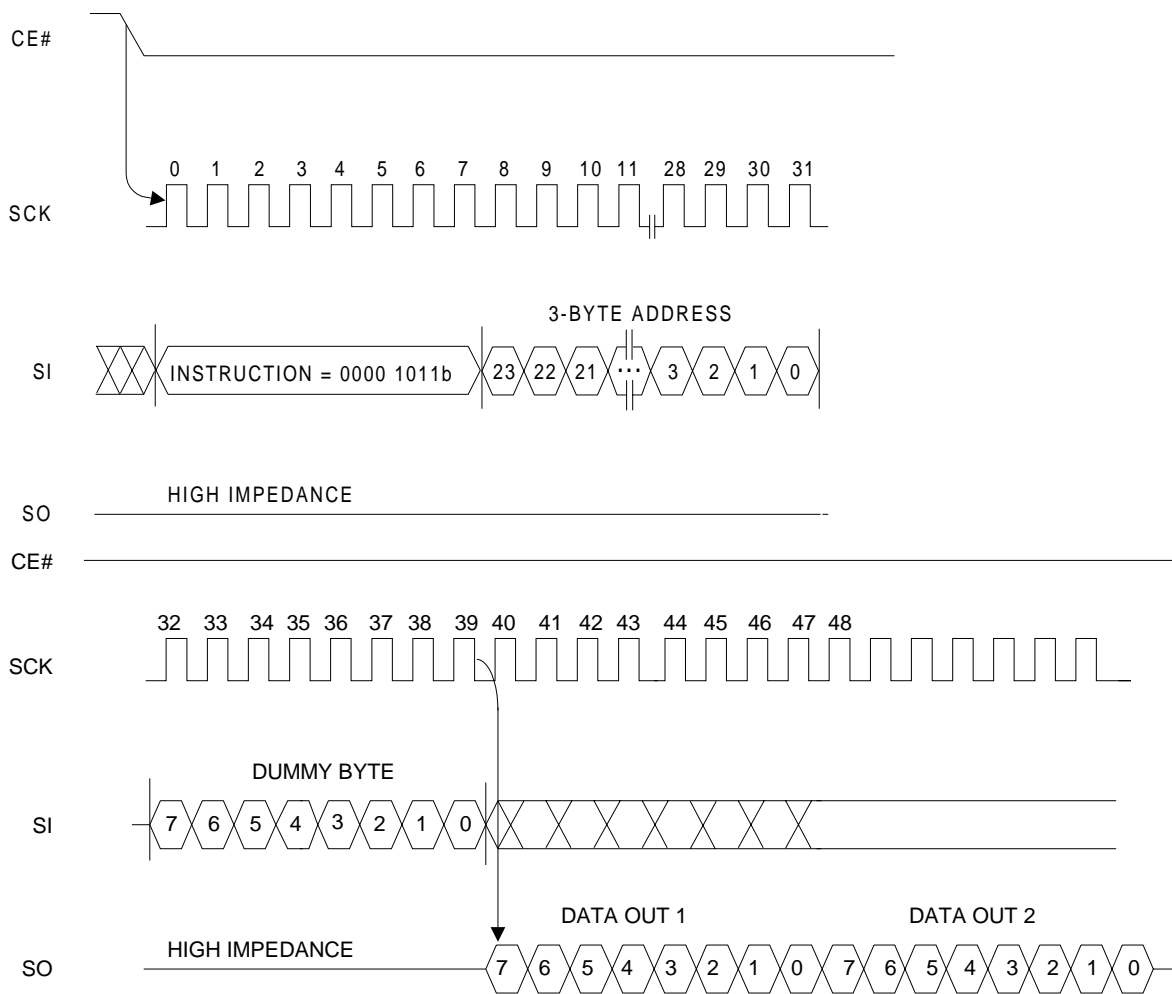 CE#
0 1 2 3 4 5 6 7 8 9 10 11 28 29 30 31
SCK
3-BYTE ADDRESS
SI INSTRUCTION = 0000 1011b 23 22 21 ... 3 2 1 0
HIGH IMPEDANCE
SO
CE#
32 33 34 35 36 37 38 39 40 41 42 43 44 45 46 47 48
SCK
DUMMY BYTE
SI 7 6 5 4 3 2 1 0
DATA OUT 1 DATA OUT 2
HIGH IMPEDANCE
SO 7 6 5 4 3 2 1 0 7 6 5 4 3 2 1 0